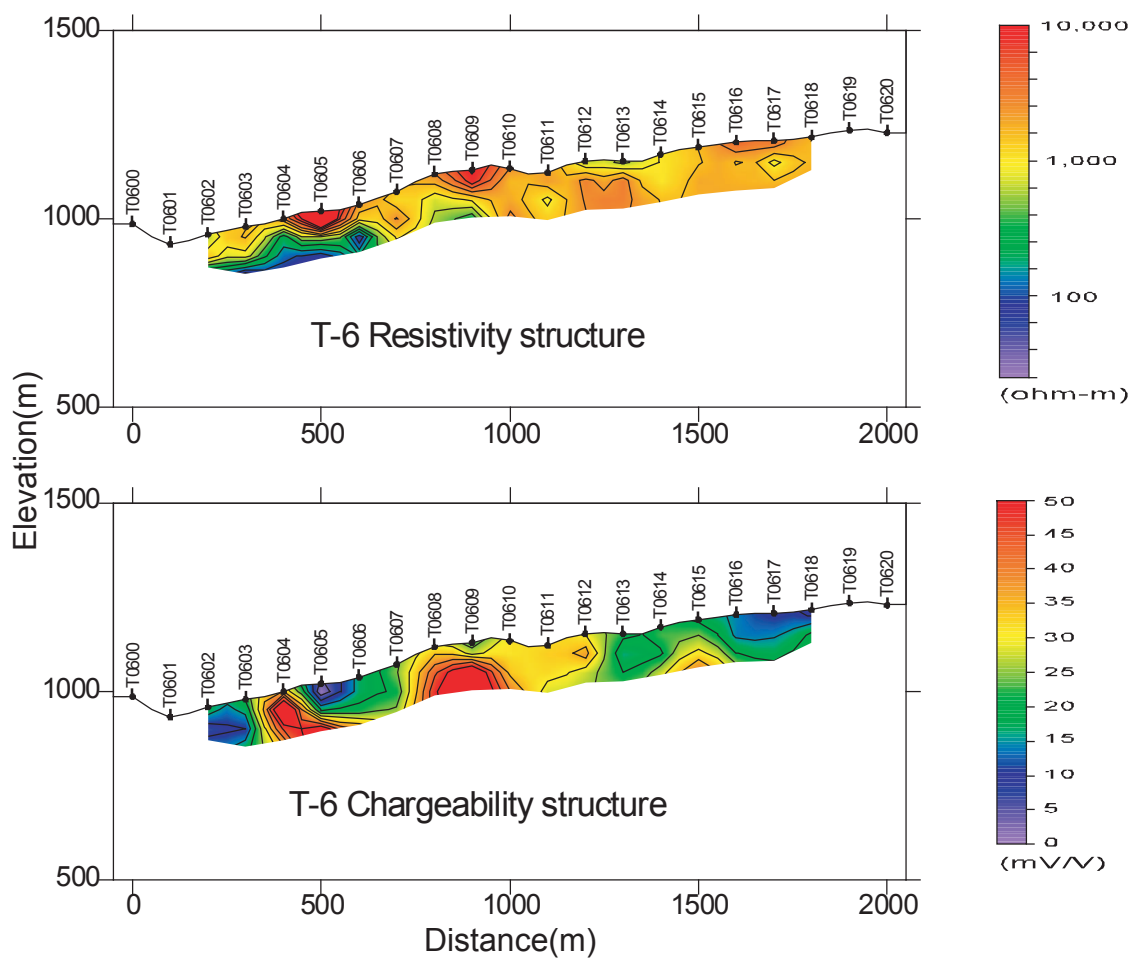 1500
1000
500
T0600
T0601
T0602
T0603
T0604
T0605
T0606
T0607
T0608
T0609
T0610
T0611
T0612
T0613
T0614
T0615
T0616
T0617
T0618
T0619
T0620
T-6 Resistivity structure
0
500
1000
1500
2000
10,000
1,000
100
(ohm-m)
Elevation(m)
1500
1000
500
T0600
T0601
T0602
T0603
T0604
T0605
T0606
T0607
T0608
T0609
T0610
T0611
T0612
T0613
T0614
T0615
T0616
T0617
T0618
T0619
T0620
T-6 Chargeability structure
0
500
1000
1500
2000
Distance(m)
50
45
40
35
30
25
20
15
10
5
0
(mV/V)